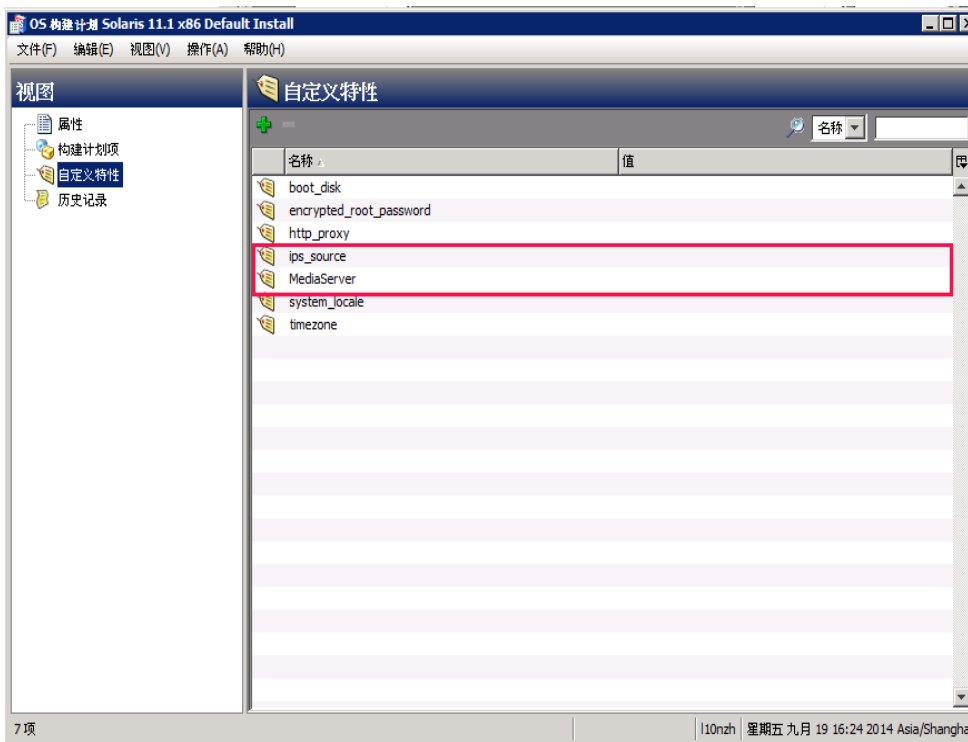 OS 构建计划 Solaris 11.1 x86 Default Install
文件(F) 编辑(E) 视图(V) 操作(A) 帮助(H)
视图
属性
构建计划项
自定义特性
历史记录
自定义特性
名称
名称 值
boot_disk
encrypted_root_password
http_proxy
ips_source
MediaServer
system_locale
timezone
7 项
l10nzh 星期五 九月 19 16:24 2014 Asia/Shangha